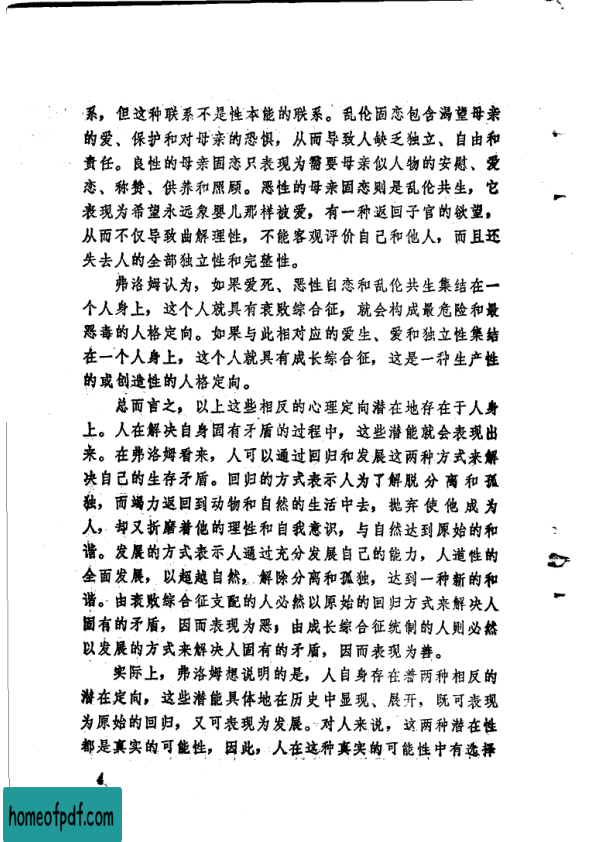 系，但这种联系不是性本能的联系。乱伦固恋包含渴望母亲
的爱、保护和对母亲的恐惧，从而导致人缺乏独立、自由和
责任。良性的母亲固恋只表现为需要母亲似人物的安慰、爱
恋、称赞、供养和照顾。恶性的母亲固恋则是乱伦共生，它
表现为希望永远象婴儿那样被爱，有一种返回子宫的欲望，
从而不仅导致曲解理性，不能客观评价自己和他人，而且还
失去人的全部独立性和完整性。
弗洛姆认为，如果爱死、恶性自恋和乱伦共生集结在一
个人身上，这个人就具有衰败综合征，就会构成最危险和最
恶毒的人格定向。如果与此相对应的爱生、爱和独立性集结
在一个人身上，这个人就具有成长综合征，这是一种生产性
的或创造性的人格定向。
总而言之，以上这些相反的心理定向潜在地存在于人身
上。人在解决自身固有矛盾的过程中，这些潜能就会表现出
来。在弗洛姆看来，人可以通过回归和发展这两种方式来解
决自己的生存矛盾。回归的方式表示人为了解脱分离和孤
独，而竭力返回到动物和自然的生活中去，抛弃使他成为
人，却又折磨着他的理性和自我意识，与自然达到原始的和
谐。发展的方式表示人通过充分发展自己的能力，人道性的
全面发展，以超越自然，解除分离和孤独，达到一种新的和
谐。由衰败综合征支配的人必然以原始的回归方式来解决人
固有的矛盾，因而表现为恶；由成长综合征统制的人则必然
以发展的方式来解决人固有的矛盾，因而表现为善。
实际上，弗洛姆想说明的是，人自身存在着两种相反的
潜在定向，这些潜能具体地在历史中显现、展开，既可表现
为原始的回归，又可表现为发展。对人来说，这两种潜在性
都是真实的可能性，因此，人在这种真实的可能性中有选择
4
homeofpdf.com